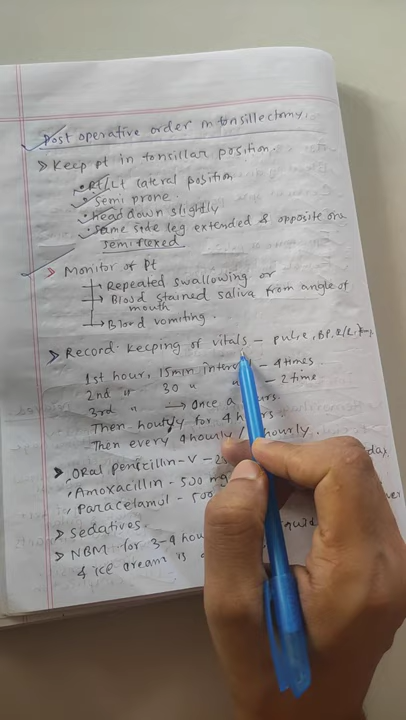 Post operative order in tonsillectomy.
> Keep pt in tonsillar position.
• Rt/Lt lateral position
• Semi prone.
• head down slightly
• same side leg extended & opposite one
semiflexed
> Monitor of Pt
→ Repeated swallowing or
→ Blood stained saliva from angle of
mouth
→ Blood vomiting.
> Record keeping of vitals – pulse, BP, R/R,
1st hour, 15min – 4 times.
2nd " 30 " – 2 time
3rd " → Once a
Then hourly for 4 hours.
Then every 4 hourly / hourly.
> Oral penicillin-V –
Amoxacillin – 500 mg
Paracetamol – 500
> Sedatives.
> NBM for 3-4
& ice cream is